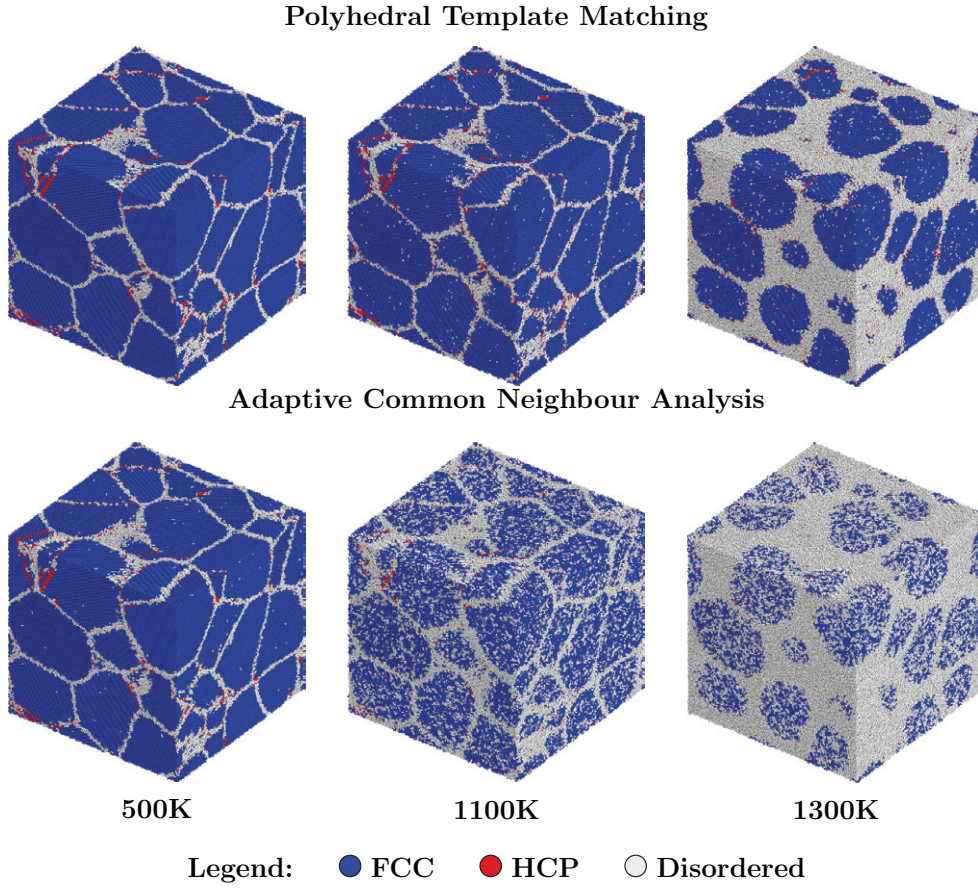 Polyhedral Template Matching
Adaptive Common Neighbour Analysis
500K 1100K 1300K
Legend: FCC HCP Disordered